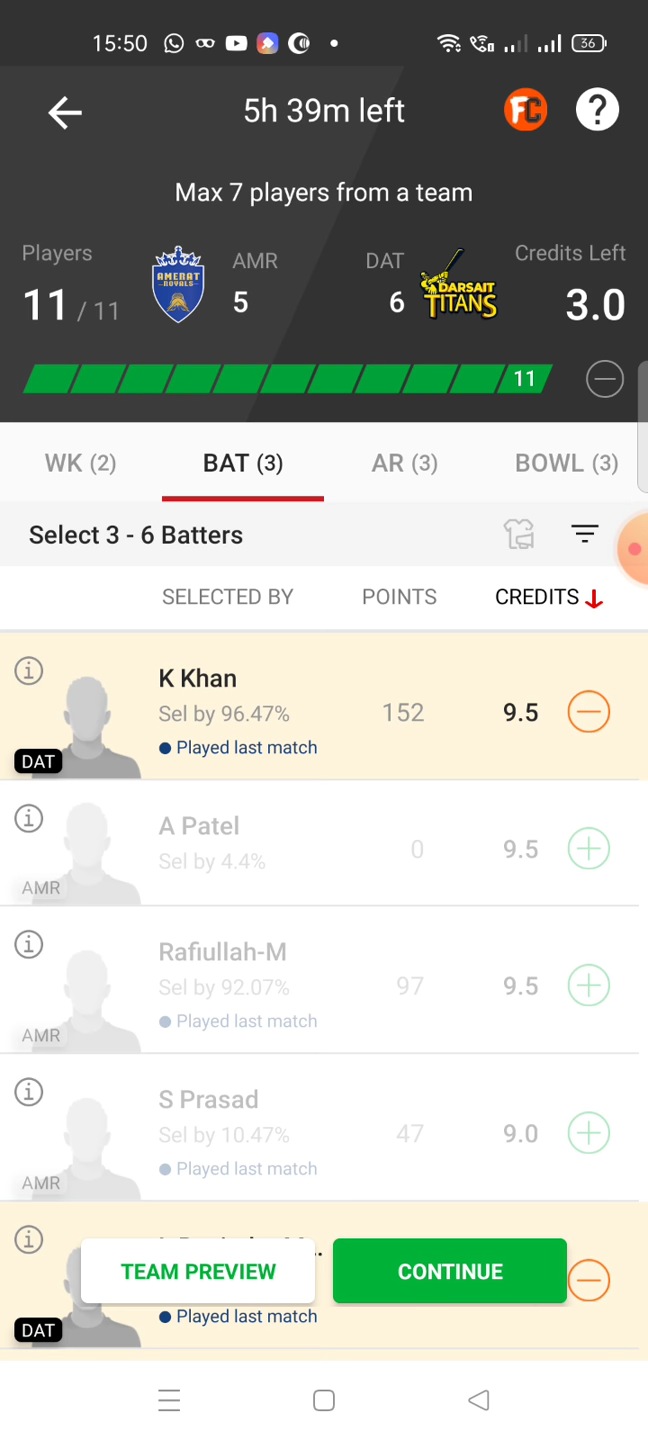 15:50
36
5h 39m left
FC
?
Max 7 players from a team
Players
AMR
DAT
Credits Left
11 / 11
AMERAT
ROYALS
5
6
DARSAIT
TITANS
3.0
11
WK (2)
BAT (3)
AR (3)
BOWL (3)
Select 3 - 6 Batters
SELECTED BY
POINTS
CREDITS
K Khan
Sel by 96.47%
152
9.5
DAT
Played last match
A Patel
Sel by 4.4%
0
9.5
AMR
Rafiullah-M
Sel by 92.07%
97
9.5
Played last match
AMR
S Prasad
Sel by 10.47%
47
9.0
Played last match
AMR
TEAM PREVIEW
CONTINUE
Played last match
DAT